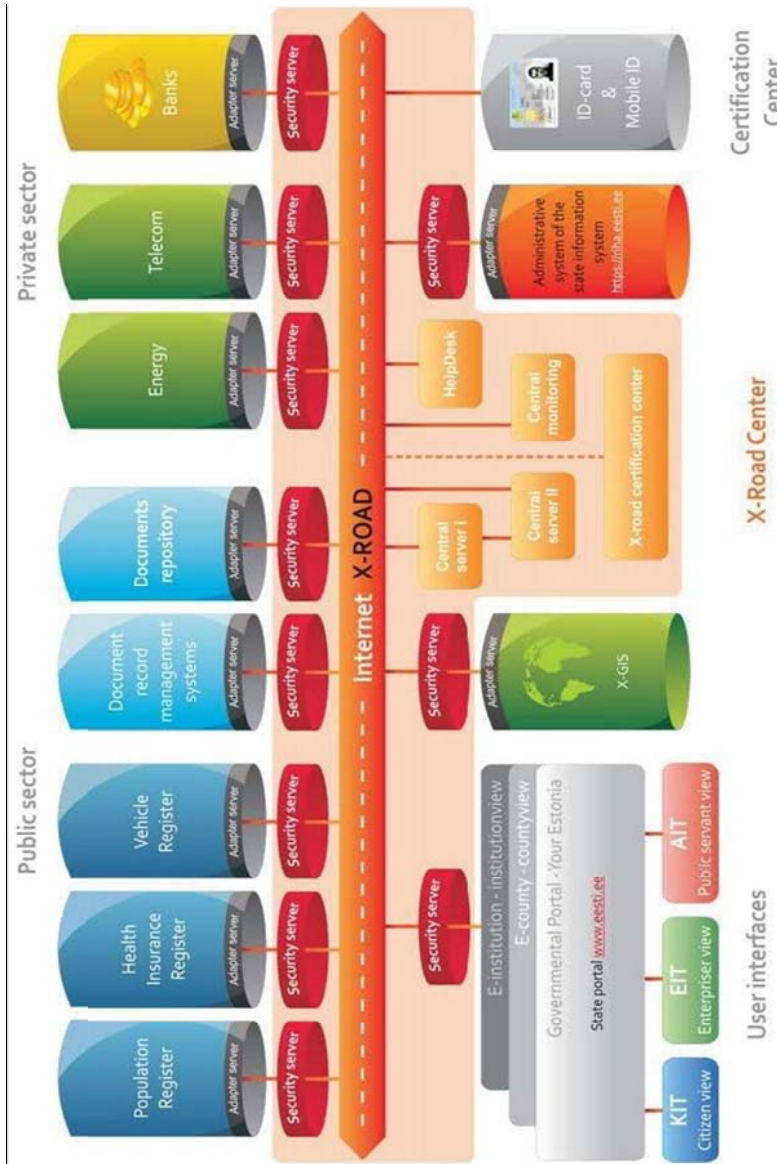 Public sector
Private sector
Population
Register
Adapter server
Security server
Health
Insurance
Register
Adapter server
Security server
Vehicle
Register
Adapter server
Security server
Document
record
management
systems
Adapter server
Security server
Documents
repository
Adapter server
Security server
Energy
Adapter server
Security server
Telecom
Adapter server
Security server
Banks
Adapter server
Security server
Internet X-ROAD
Security server
E-institution - institutionview
E-county - countyview
Governmental Portal - Your Estonia
State portal www.eesti.ee
KIT
Citizen view
EIT
Enterpriser view
AIT
Public servant view
User interfaces
Security server
Adapter server
X-GIS
Central
server I
Central
server II
HelpDesk
Central
monitoring
X-road certification center
X-Road Center
Security server
Adapter server
Administrative
system of the
state information
system
https://riha.eesti.ee
ID-card
&
Mobile ID
Certification
Center